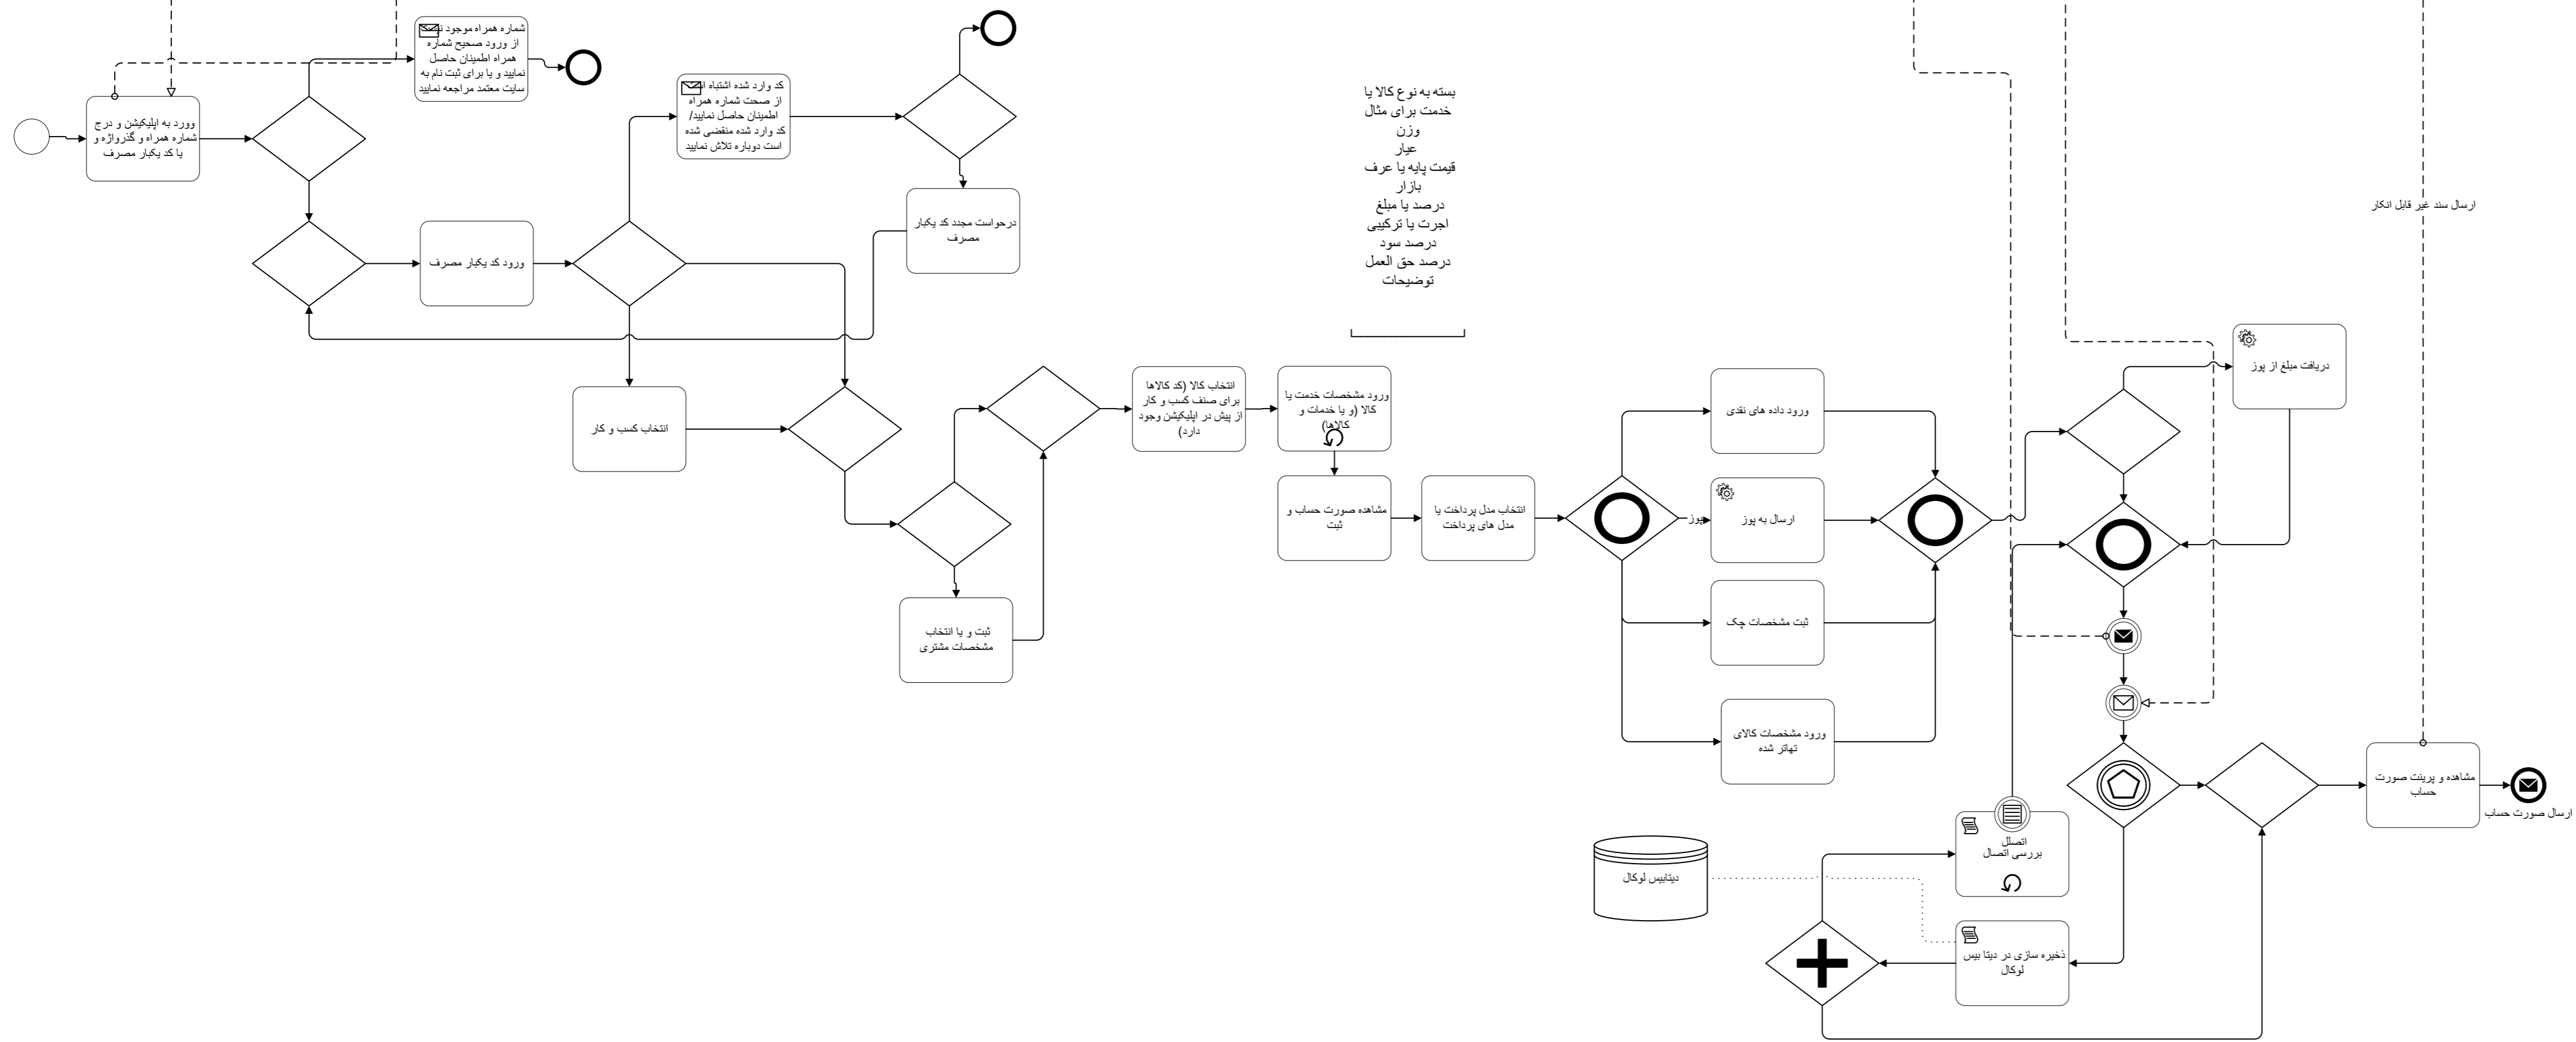 شماره همراه موجود نیست
از ورود صحیح شماره
همراه اطمینان حاصل
نمایید و یا برای ثبت نام به
سایت معتمد مراجعه نمایید
وورد به اپلیکیشن و درج
شماره همراه و گذرواژه و
یا کد یکبار مصرف
کد وارد شده اشتباه است
از صحت شماره همراه
اطمینان حاصل نمایید/
کد وارد شده منقضی شده
است دوباره تلاش نمایید
درحواست مجدد کد یکبار
مصرف
ورود کد یکبار مصرف
انتخاب کسب و کار
ثبت و یا انتخاب
مشخصات مشتری
انتخاب کالا (کد کالاها
برای صنف کسب و کار
از پیش در اپلیکیشن وجود
دارد)
بسته به نوع کالا یا
خدمت برای مثال
وزن
عیار
قیمت پایه یا عرف
بازار
درصد یا مبلغ
اجرت یا ترکیبی
درصد سود
درصد حق العمل
توضیحات
ورود مشخصات خدمت یا
کالا (و یا خدمات و
کالاها)
مشاهده صورت حساب و
ثبت
انتخاب مدل پرداخت یا
مدل های پرداخت
پوز
ورود داده های نقدی
ارسال به پوز
ثبت مشخصات چک
ورود مشخصات کالای
تهاتر شده
دریافت مبلغ از پوز
ارسال سند غیر قابل انکار
مشاهده و پرینت صورت
حساب
ارسال صورت حساب
اتصلل
بررسی اتصال
دیتابیس لوکال
ذخیره سازی در دیتا بیس
لوکال